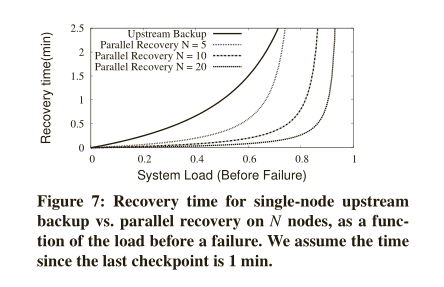 2.5
2
1.5
1
0.5
0
Recovery time(min)
Upstream Backup
Parallel Recovery N = 5
Parallel Recovery N = 10
Parallel Recovery N = 20
0 0.2 0.4 0.6 0.8 1
System Load (Before Failure)
Figure 7: Recovery time for single-node upstream
backup vs. parallel recovery on N nodes, as a func-
tion of the load before a failure. We assume the time
since the last checkpoint is 1 min.